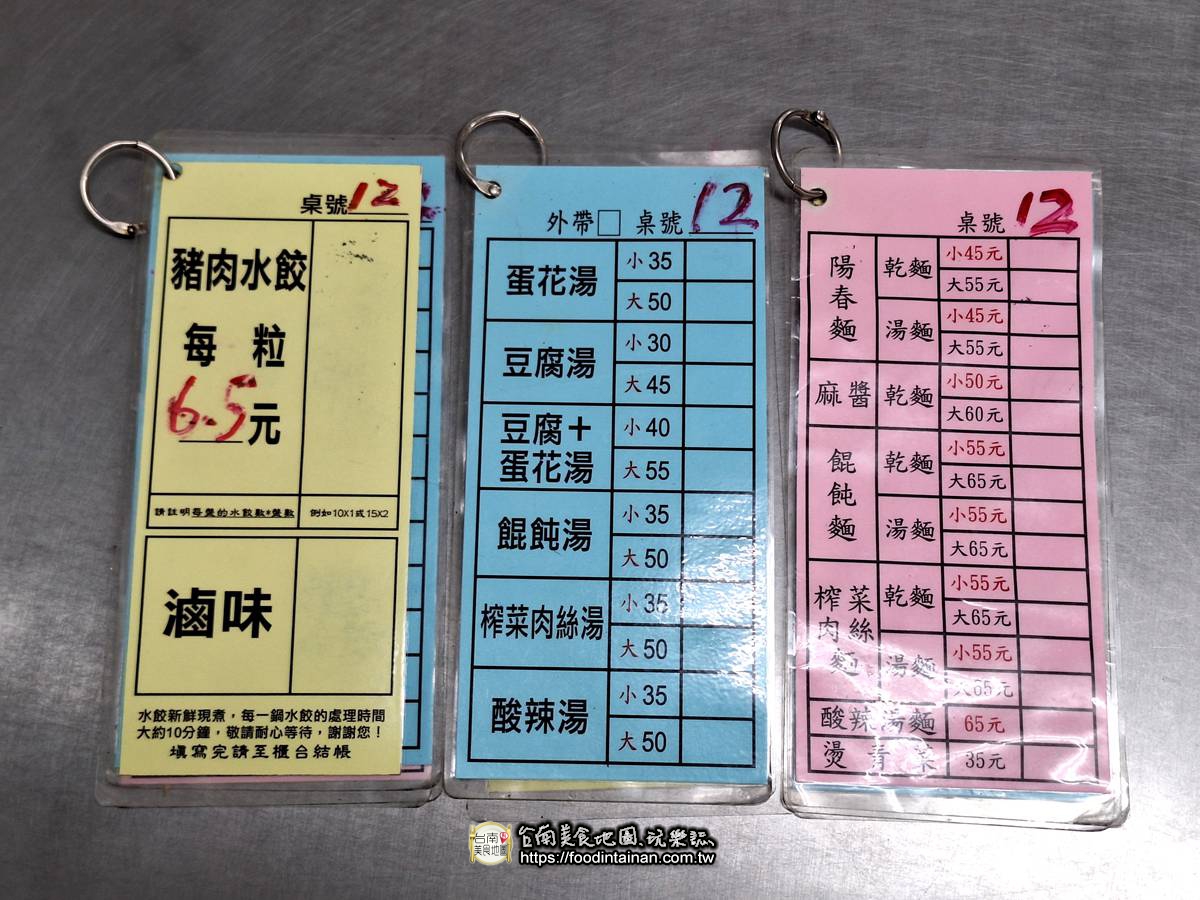 桌號12
豬肉水餃
每 粒
6.5元
請註明每盤的水餃數*盤數 例如10X1或15X2
滷味
水餃新鮮現煮，每一鍋水餃的處理時間
大約10分鐘，敬請耐心等待，謝謝您！
填寫完請至櫃台結帳
外帶□ 桌號12
蛋花湯
小35
大50
豆腐湯
小30
大45
豆腐＋
蛋花湯
小40
大55
餛飩湯
小35
大50
榨菜肉絲湯
小35
大50
酸辣湯
小35
大50
桌號 12
陽春麵
乾麵
小45元
大55元
湯麵
小45元
大55元
麻醬
乾麵
小50元
大60元
餛飩麵
乾麵
小55元
大65元
湯麵
小55元
大65元
榨菜肉絲麵
乾麵
小55元
大65元
湯麵
小55元
大65元
酸辣湯麵 65元
燙青菜 35元
台南美食地圖
台南美食地圖.玩樂誌.
https://foodintainan.com.tw